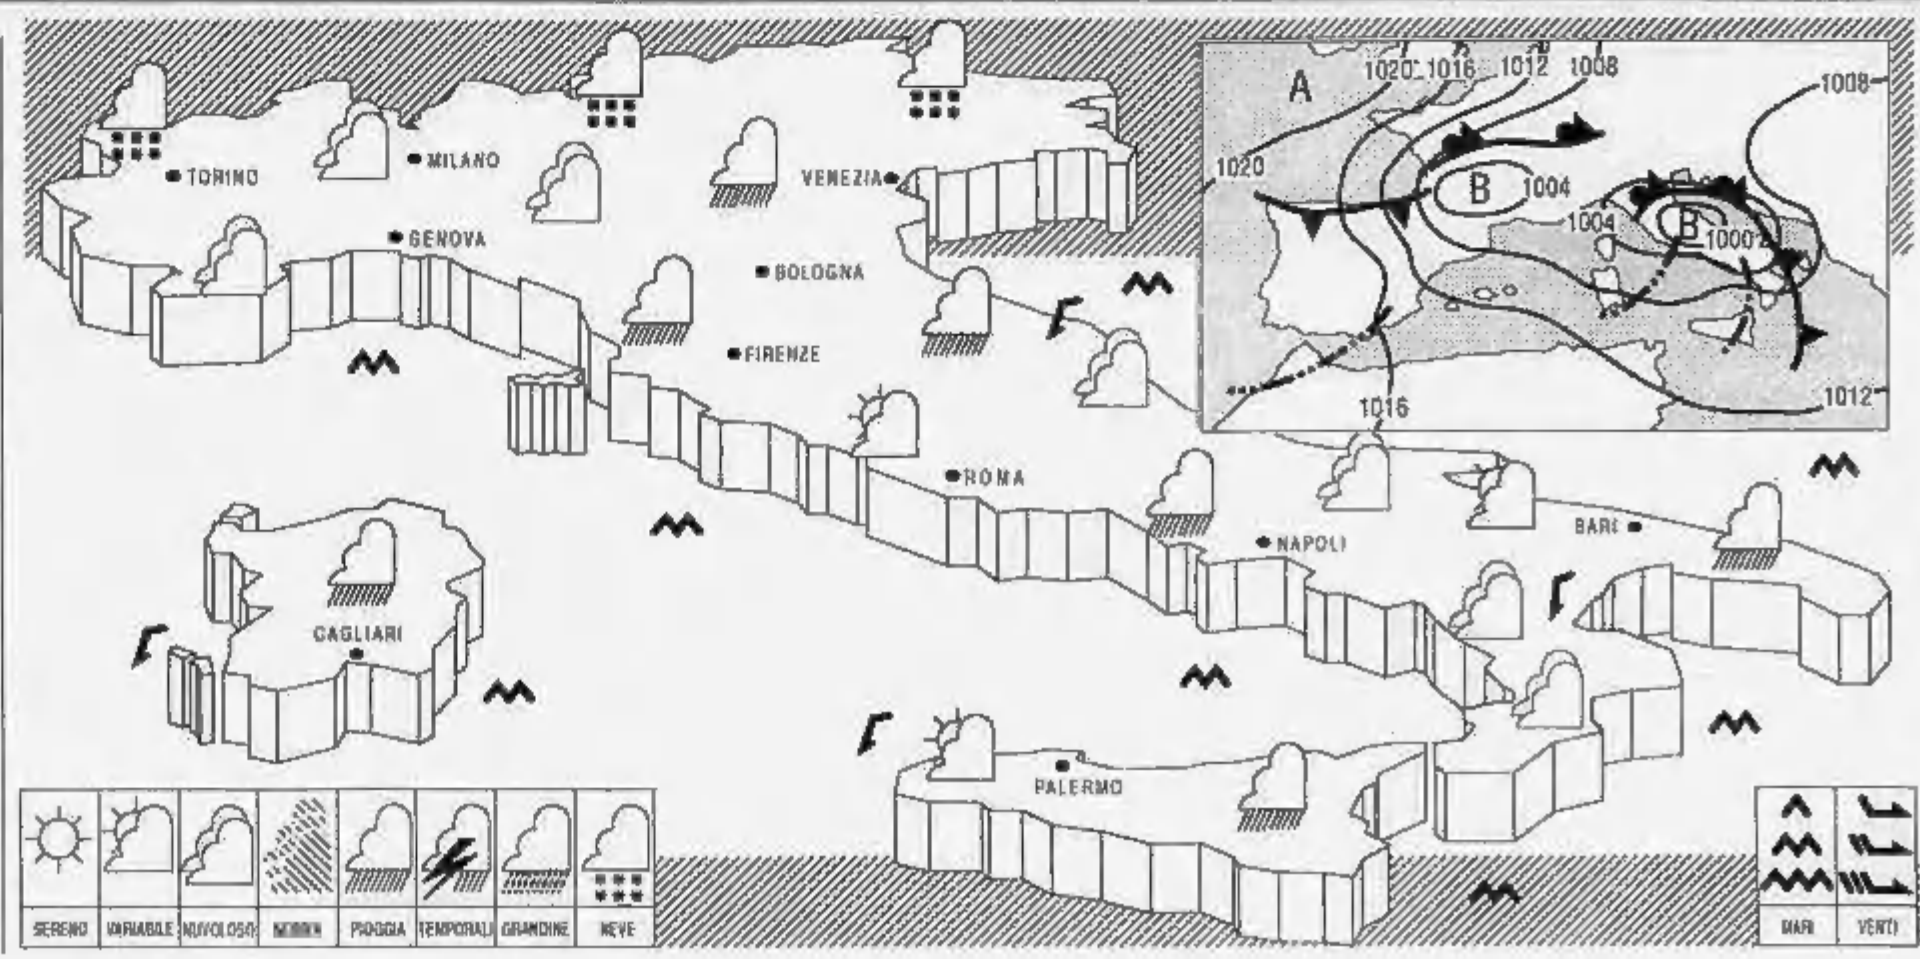 A
1020 1016 1012 1008
1008
1020
B
1004
1004
B
1000
1012
1016
TORINO
MILANO
VENEZIA
GENOVA
BOLOGNA
FIRENZE
ROMA
NAPOLI
BARI
CAGLIARI
PALERMO
SERENO
VARIABILE
NUVOLOSO
NEBBIA
PIOGGIA
TEMPORALI
GRANDINE
NEVE
MARI
VENTI